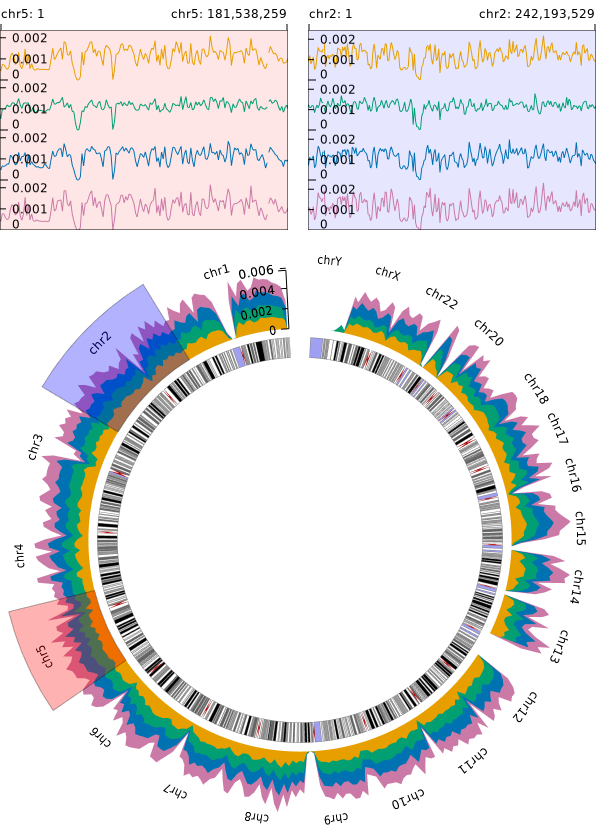 chr5: 1
chr5: 181,538,259
chr2: 1
chr2: 242,193,529
0.002
0.001
0
0.002
0.001
0
0.002
0.001
0
0.002
0.001
0
0.002
0.001
0
0.002
0.001
0
0.002
0.001
0
0.002
0.001
0
chr1
0.006
0.004
0.002
0
chrY
chrX
chr22
chr20
chr18
chr17
chr16
chr15
chr14
chr13
chr12
chr11
chr10
chr9
chr8
chr7
chr6
chr5
chr4
chr3
chr2